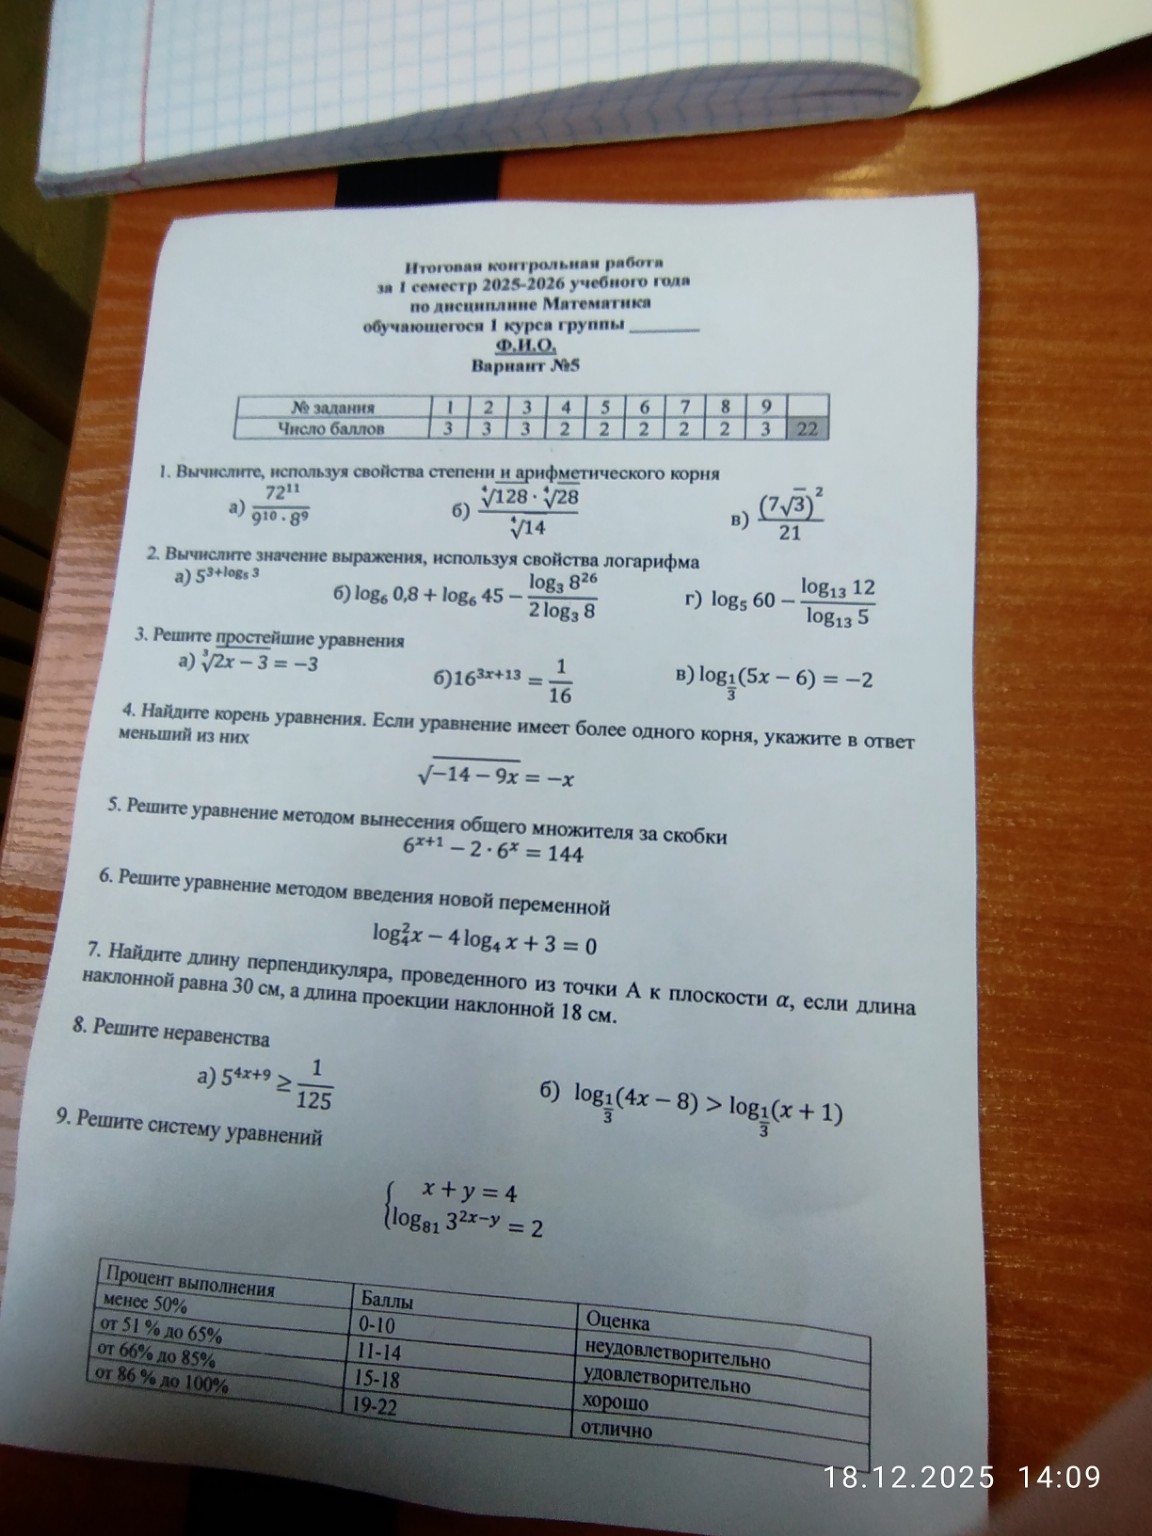 Итоговая контрольная работа
за 1 семестр 2025-2026 учебного года
по дисциплине Математика
обучающегося 1 курса группы ________
Ф.И.О.
Вариант №5
№ задания 1 2 3 4 5 6 7 8 9
Число баллов 3 3 3 2 2 2 2 2 3 22
1. Вычислите, используя свойства степени и арифметического корня
а) 72¹¹/(9¹⁰ · 8⁹) б) (⁴√128 · ⁴√28)/⁴√14 в) (7√3)²/21
2. Вычислите значение выражения, используя свойства логарифма
а) 5^(3+log₅ 3) б) log₆ 0,8 + log₆ 45 − (log₃ 8²⁶)/(2 log₃ 8) г) log₅ 60 − (log₁₃ 12)/(log₁₃ 5)
3. Решите простейшие уравнения
а) ³√(2x − 3) = −3 б)16^(3x+13) = 1/16 в) log_(1/3)(5x − 6) = −2
4. Найдите корень уравнения. Если уравнение имеет более одного корня, укажите в ответ
меньший из них
√(−14 − 9x) = −x
5. Решите уравнение методом вынесения общего множителя за скобки
6^(x+1) − 2 · 6^x = 144
6. Решите уравнение методом введения новой переменной
log₄²x − 4 log₄ x + 3 = 0
7. Найдите длину перпендикуляра, проведенного из точки А к плоскости α, если длина
наклонной равна 30 см, а длина проекции наклонной 18 см.
8. Решите неравенства
а) 5^(4x+9) ≥ 1/125 б) log_(1/3)(4x − 8) > log_(1/3)(x + 1)
9. Решите систему уравнений
{ x + y = 4
log₈₁ 3^(2x−y) = 2
Процент выполнения Баллы Оценка
менее 50% 0-10 неудовлетворительно
от 51 % до 65% 11-14 удовлетворительно
от 66% до 85% 15-18 хорошо
от 86 % до 100% 19-22 отлично
18.12.2025 14:09